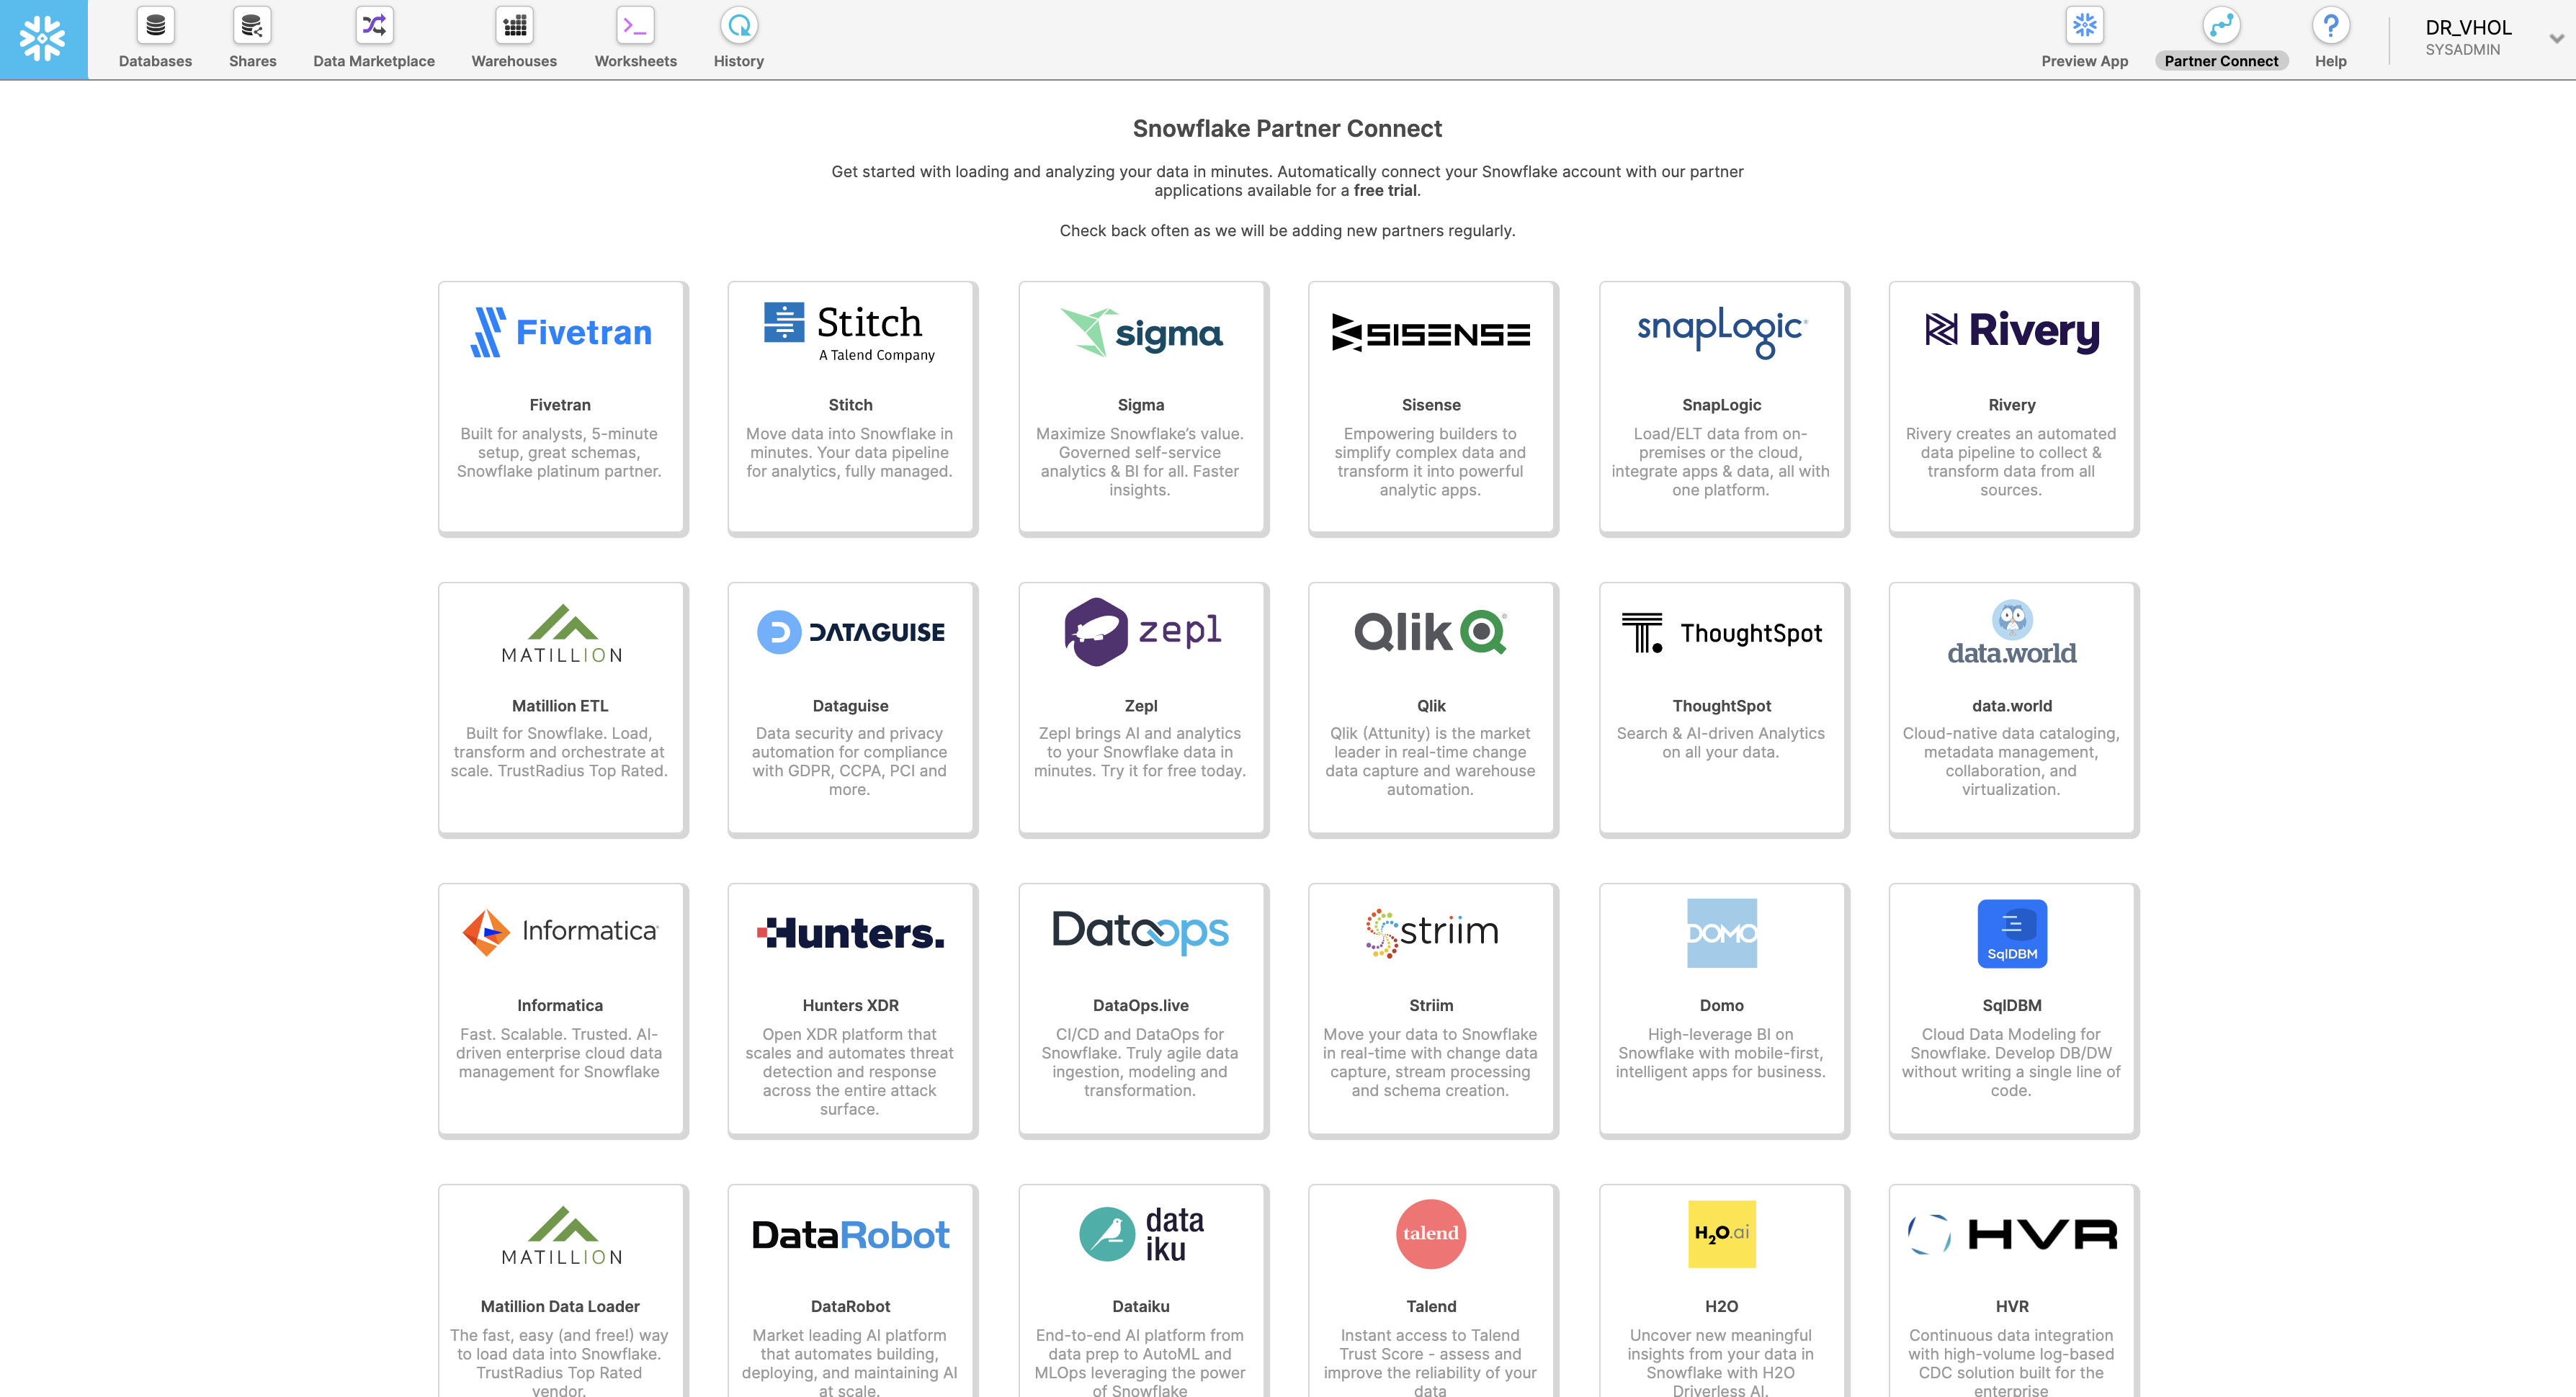 Databases Shares Data Marketplace Warehouses Worksheets History Preview App Partner Connect Help DR_VHOL
SYSADMIN
Snowflake Partner Connect
Get started with loading and analyzing your data in minutes. Automatically connect your Snowflake account with our partner
applications available for a free trial.
Check back often as we will be adding new partners regularly.
Fivetran
Fivetran
Built for analysts, 5-minute
setup, great schemas,
Snowflake platinum partner.
Stitch
A Talend Company
Stitch
Move data into Snowflake in
minutes. Your data pipeline
for analytics, fully managed.
sigma
Sigma
Maximize Snowflake’s value.
Governed self-service
analytics & BI for all. Faster
insights.
SISENSE
Sisense
Empowering builders to
simplify complex data and
transform it into powerful
analytic apps.
snapLogic
SnapLogic
Load/ELT data from on-
premises or the cloud,
integrate apps & data, all with
one platform.
Rivery
Rivery
Rivery creates an automated
data pipeline to collect &
transform data from all
sources.
MATILLION
Matillion ETL
Built for Snowflake. Load,
transform and orchestrate at
scale. TrustRadius Top Rated.
DATAGUISE
Dataguise
Data security and privacy
automation for compliance
with GDPR, CCPA, PCI and
more.
zepl
Zepl
Zepl brings AI and analytics
to your Snowflake data in
minutes. Try it for free today.
Qlik
Qlik
Qlik (Attunity) is the market
leader in real-time change
data capture and warehouse
automation.
ThoughtSpot
ThoughtSpot
Search & AI-driven Analytics
on all your data.
data.world
data.world
Cloud-native data cataloging,
metadata management,
collaboration, and
virtualization.
Informatica
Informatica
Fast. Scalable. Trusted. AI-
driven enterprise cloud data
management for Snowflake
Hunters.
Hunters XDR
Open XDR platform that
scales and automates threat
detection and response
across the entire attack
surface.
Dataops
DataOps.live
CI/CD and DataOps for
Snowflake. Truly agile data
ingestion, modeling and
transformation.
striim
Striim
Move your data to Snowflake
in real-time with change data
capture, stream processing
and schema creation.
DOMO
Domo
High-leverage BI on
Snowflake with mobile-first,
intelligent apps for business.
SqlDBM
SqlDBM
Cloud Data Modeling for
Snowflake. Develop DB/DW
without writing a single line of
code.
MATILLION
Matillion Data Loader
The fast, easy (and free!) way
to load data into Snowflake.
TrustRadius Top Rated
vendor.
DataRobot
DataRobot
Market leading AI platform
that automates building,
deploying, and maintaining AI
at scale.
data
iku
Dataiku
End-to-end AI platform from
data prep to AutoML and
MLOps leveraging the power
of Snowflake
talend
Talend
Instant access to Talend
Trust Score - assess and
improve the reliability of your
data
H2O.ai
H2O
Uncover new meaningful
insights from your data in
Snowflake with H2O
Driverless AI.
HVR
HVR
Continuous data integration
with high-volume log-based
CDC solution built for the
enterprise